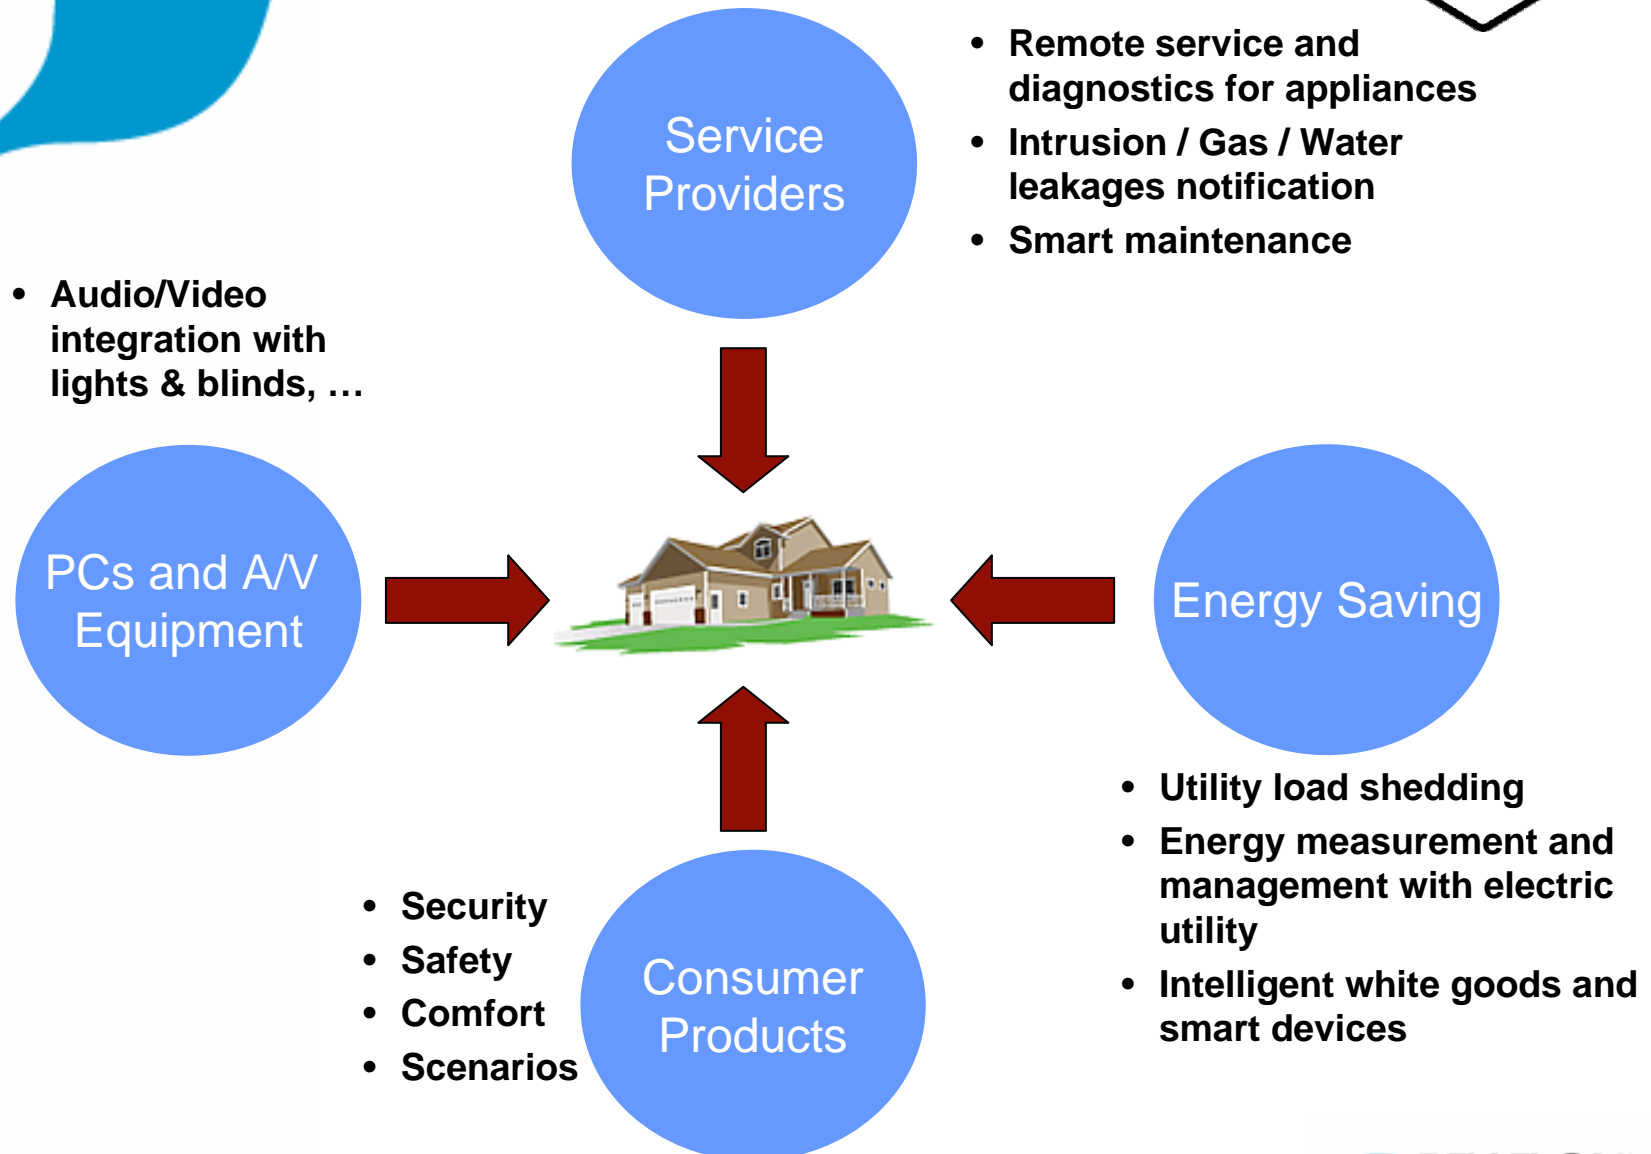 Service
Providers
• Remote service and
diagnostics for appliances
• Intrusion / Gas / Water
leakages notification
• Smart maintenance
• Audio/Video
integration with
lights & blinds, …
PCs and A/V
Equipment
Energy Saving
• Utility load shedding
• Energy measurement and
management with electric
utility
• Intelligent white goods and
smart devices
• Security
• Safety
• Comfort
• Scenarios
Consumer
Products